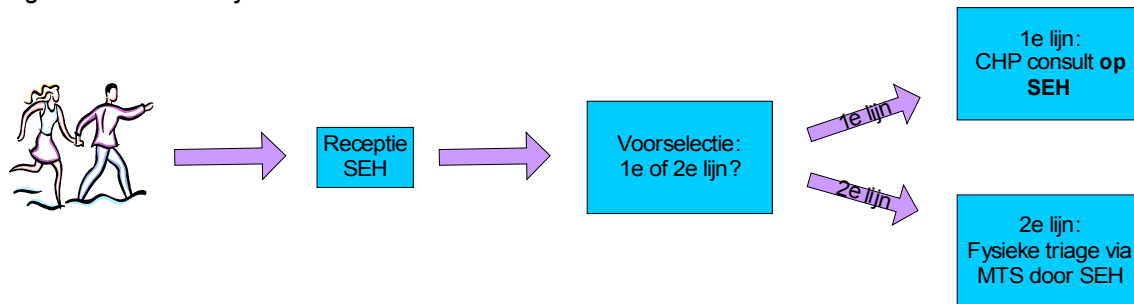 Receptie
SEH
Voorselectie:
1e of 2e lijn?
1e lijn
2e lijn
1e lijn:
CHP consult op
SEH
2e lijn:
Fysieke triage via
MTS door SEH